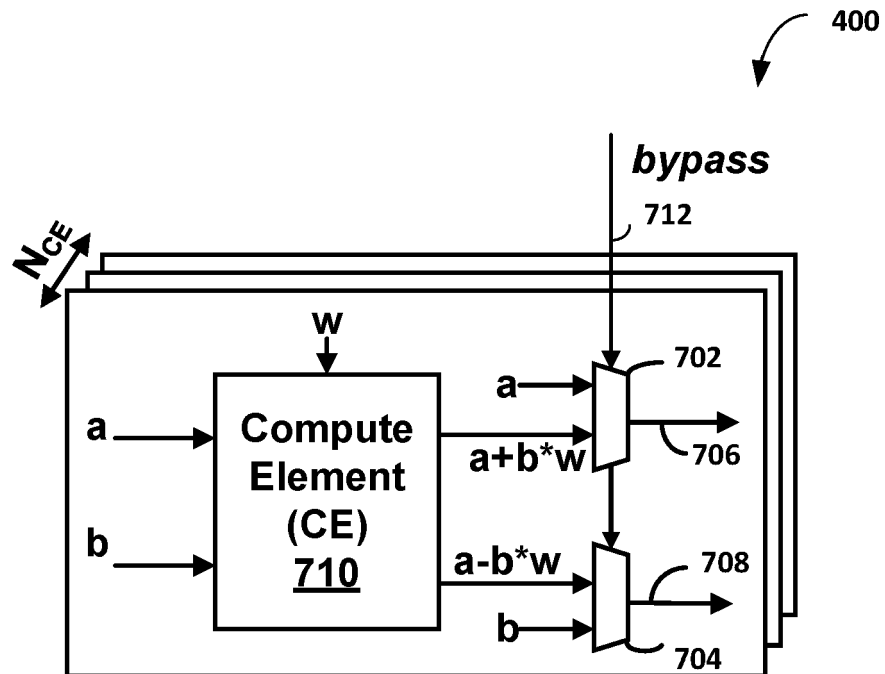 400
bypass
712
N_CE
w
702
a
a
Compute
Element
(CE)
710
a+b*w
706
b
a-b*w
708
b
704